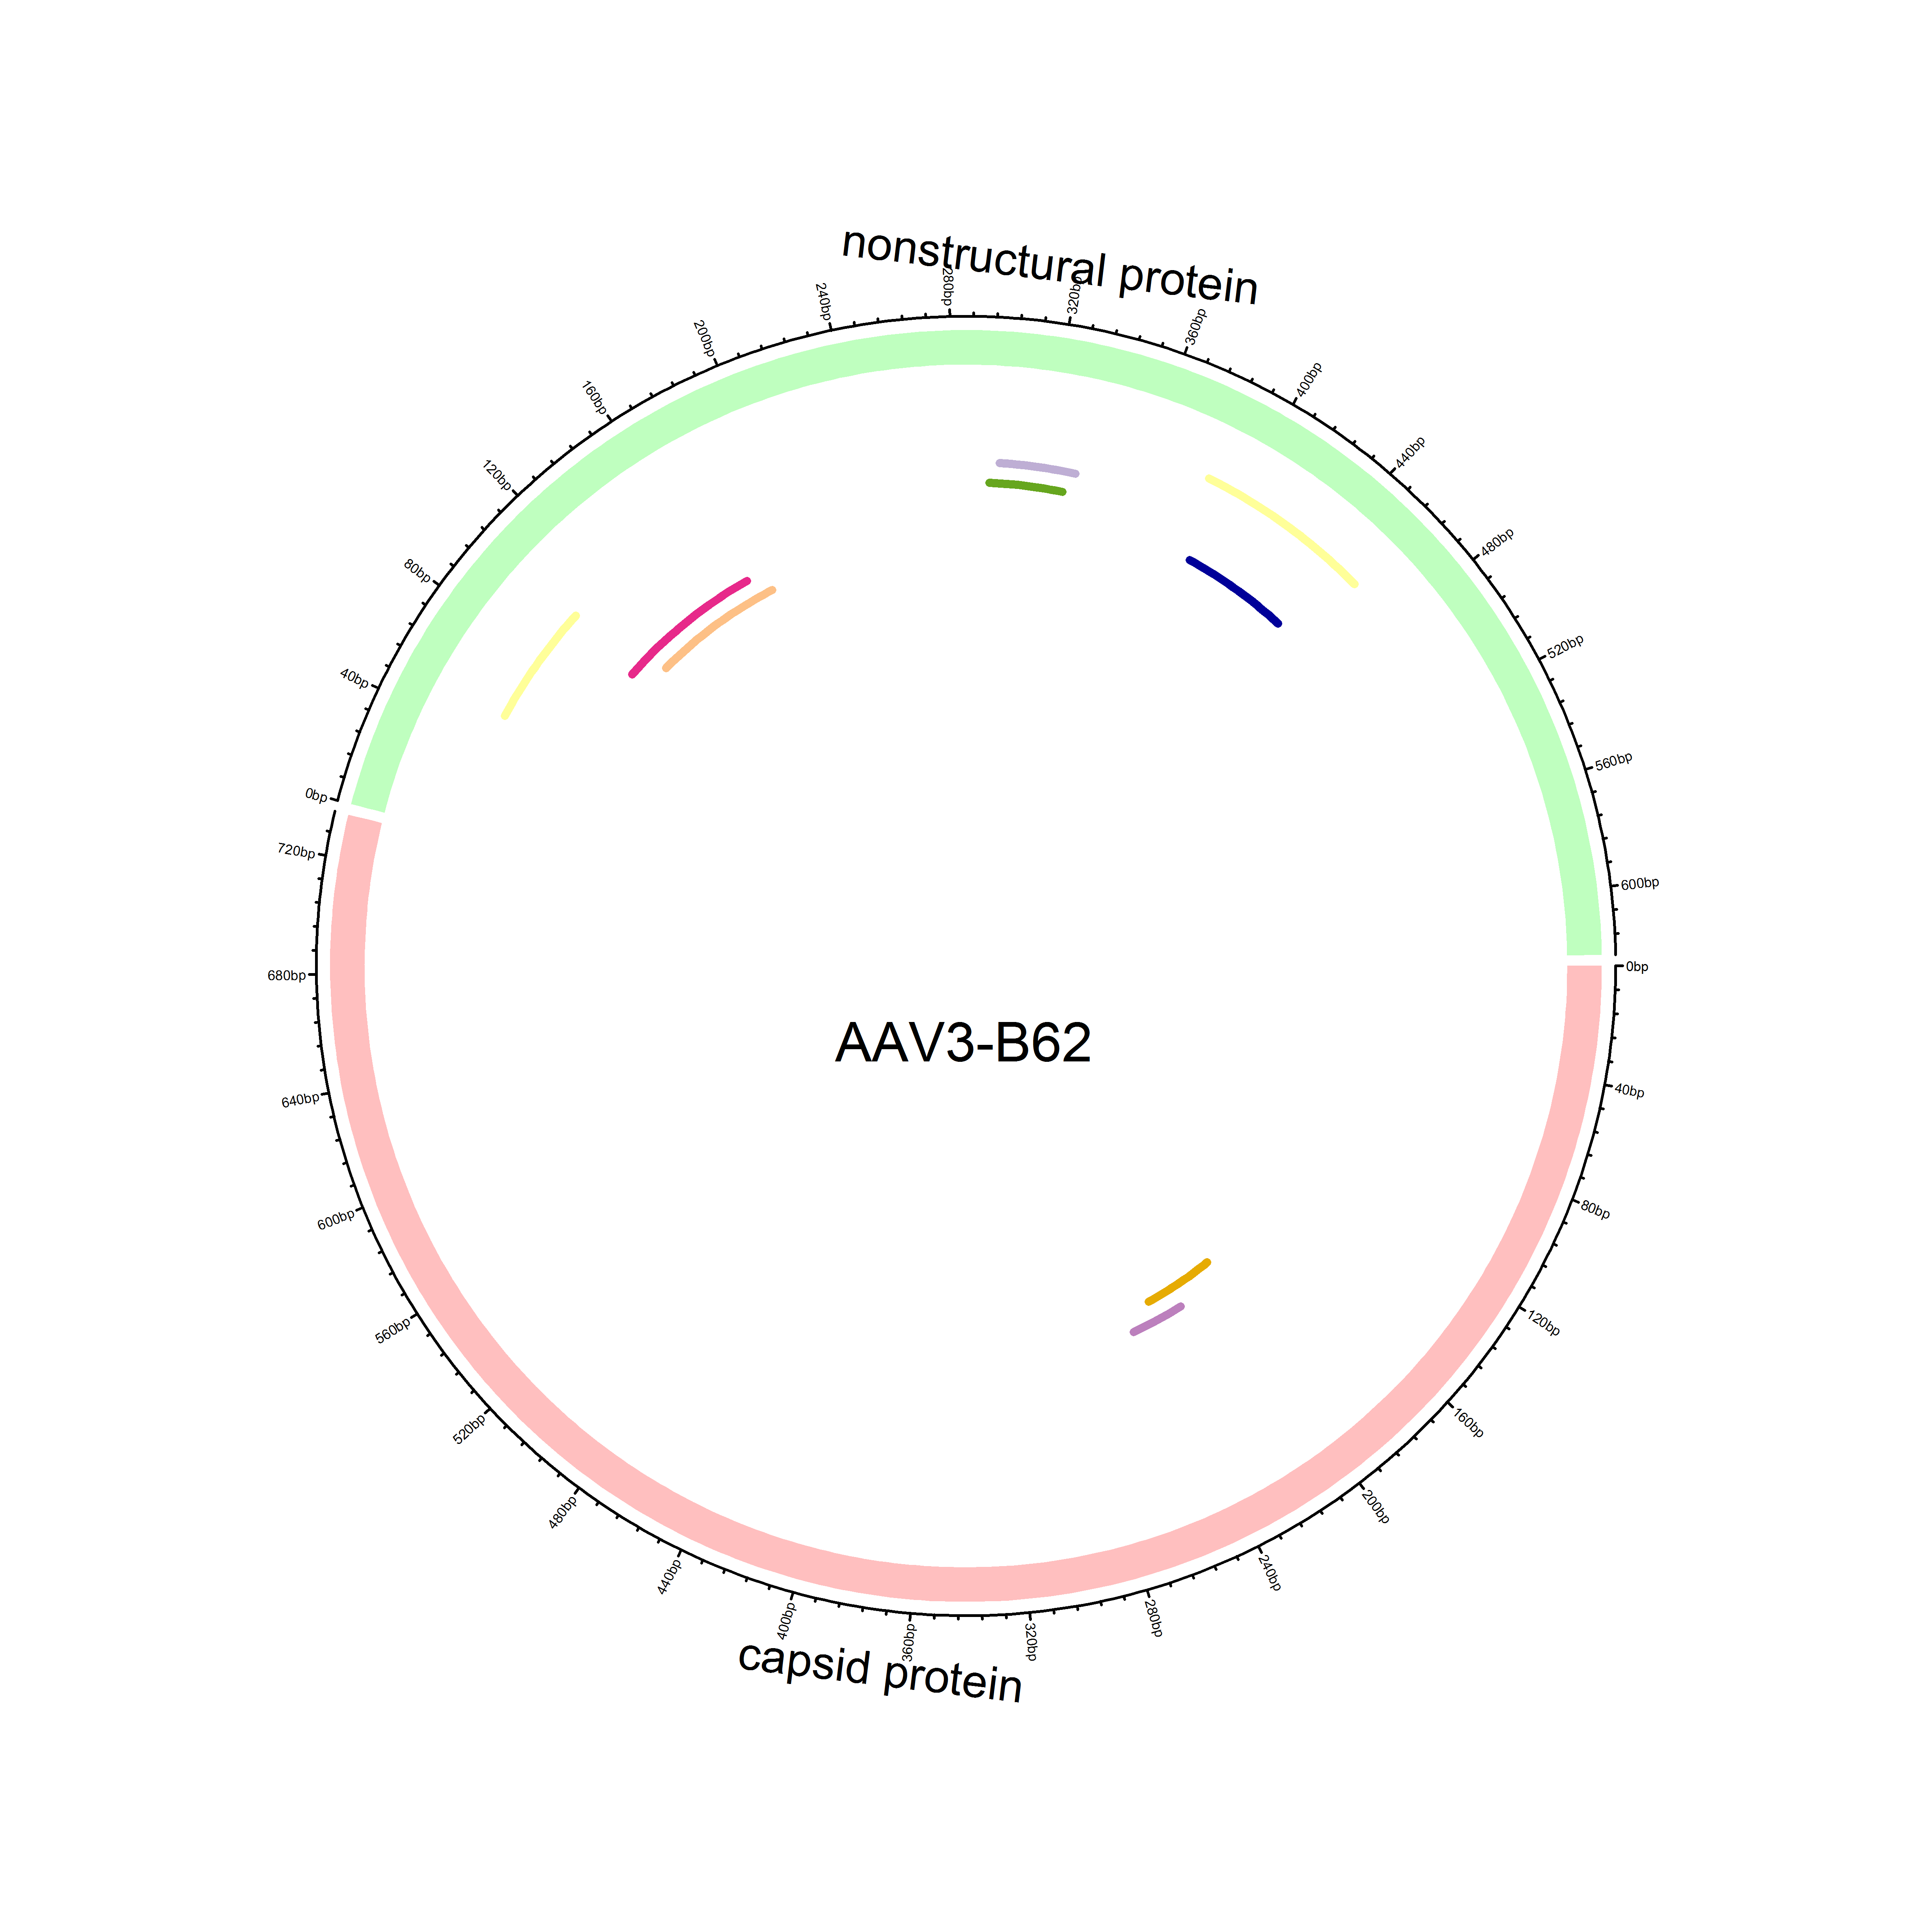 nonstructural protein
0bp
40bp
80bp
120bp
160bp
200bp
240bp
280bp
320bp
360bp
400bp
440bp
480bp
520bp
560bp
600bp
0bp
40bp
80bp
120bp
160bp
200bp
240bp
280bp
320bp
360bp
400bp
440bp
480bp
520bp
560bp
600bp
640bp
680bp
720bp
AAV3-B62
capsid protein